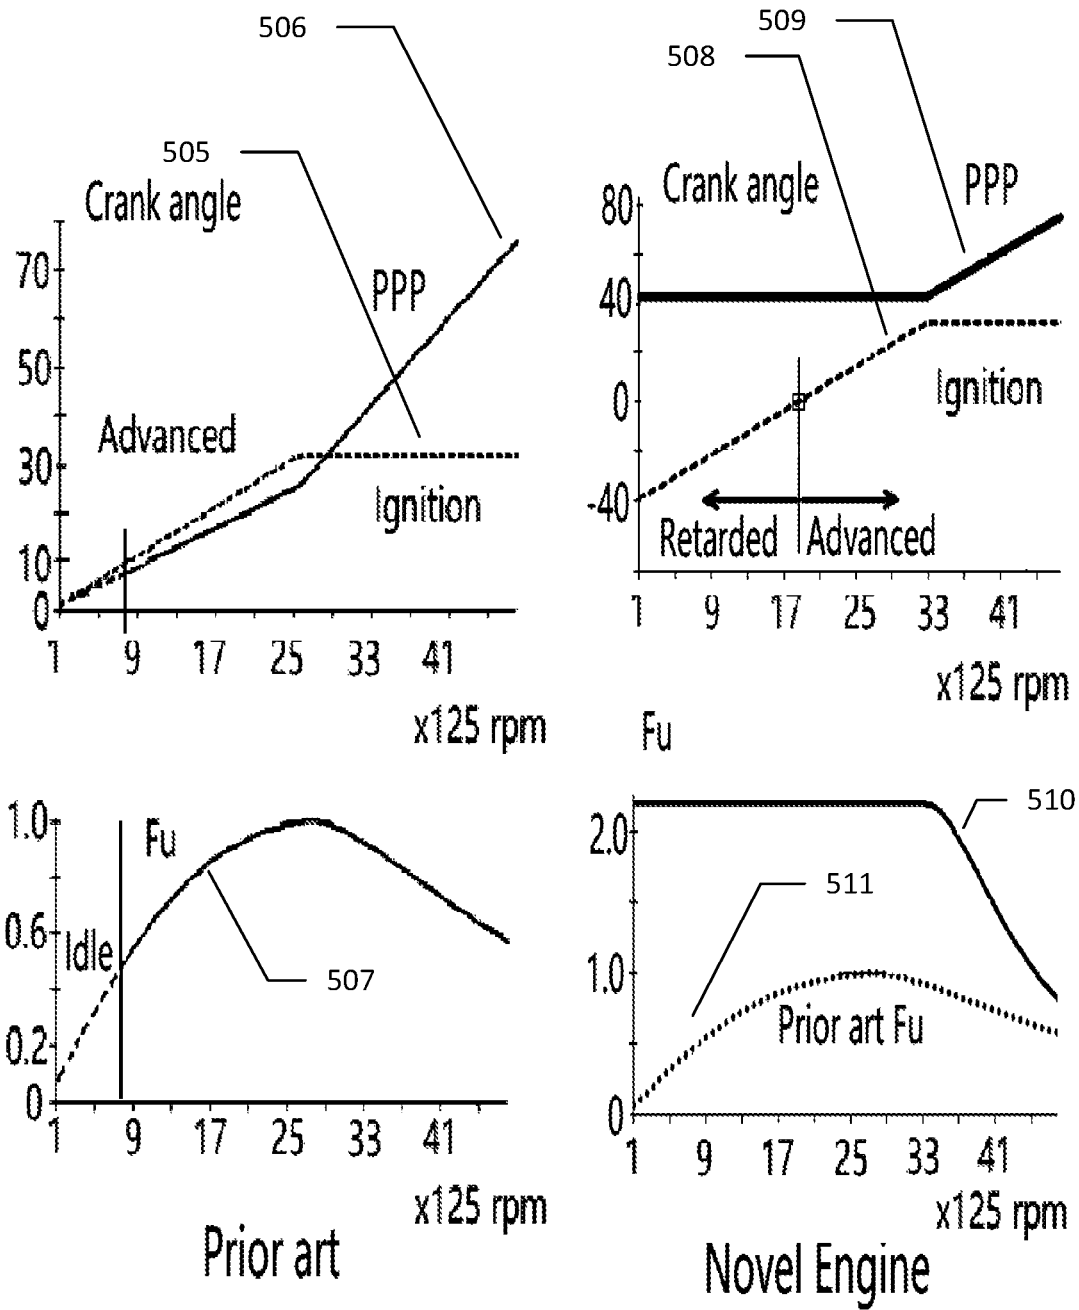 506
505
Crank angle
PPP
70
50
30
10
0
Advanced
Ignition
1 9 17 25 33 41
x125 rpm
509
508
Crank angle
PPP
80
40
0
-40
Ignition
Retarded Advanced
1 9 17 25 33 41
x125 rpm
1.0
0.6
0.2
0
Fu
Idle
507
1 9 17 25 33 41
x125 rpm
Prior art
Fu
2.0
1.0
0
510
511
Prior art Fu
1 9 17 25 33 41
x125 rpm
Novel Engine